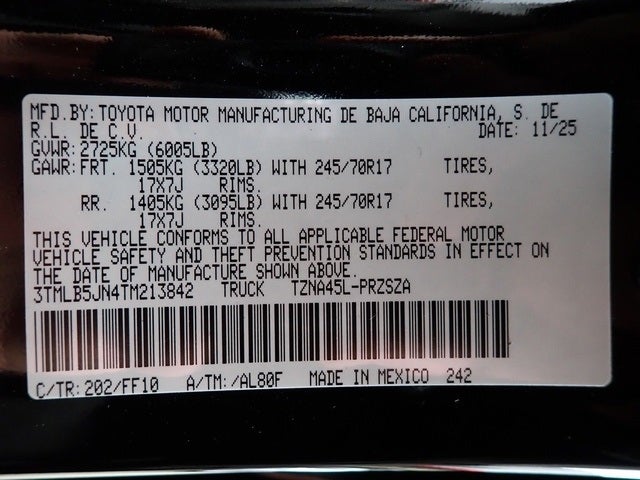 MFD.BY: TOYOTA MOTOR MANUFACTURING DE BAJA CALIFORNIA, S. DE
R.L. DE C.V. DATE: 11/25
GVWR: 2725KG (6005LB)
GAWR: FRT. 1505KG (3320LB) WITH 245/70R17 TIRES,
17X7J RIMS.
RR. 1405KG (3095LB) WITH 245/70R17 TIRES,
17X7J RIMS.
THIS VEHICLE CONFORMS TO ALL APPLICABLE FEDERAL MOTOR
VEHICLE SAFETY AND THEFT PREVENTION STANDARDS IN EFFECT ON
THE DATE OF MANUFACTURE SHOWN ABOVE.
3TMLB5JN4TM213842 TRUCK TZNA45L-PRZSZA
C/TR: 202/FF10 A/TM: /AL80F MADE IN MEXICO 242